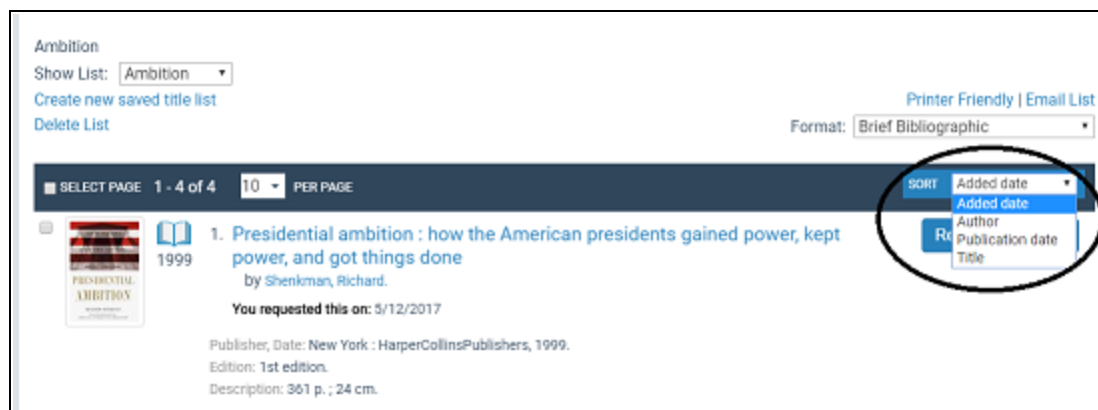 Ambition
Show List: Ambition
Create new saved title list
Printer Friendly | Email List
Delete List
Format: Brief Bibliographic
SELECT PAGE 1 - 4 of 4 10 PER PAGE
SORT Added date
Added date
Author
Publication date
Title
PRESIDENTIAL
AMBITION
1999
1. Presidential ambition : how the American presidents gained power, kept
power, and got things done
by Shenkman, Richard.
You requested this on: 5/12/2017
Publisher, Date: New York : HarperCollinsPublishers, 1999.
Edition: 1st edition.
Description: 361 p. ; 24 cm.